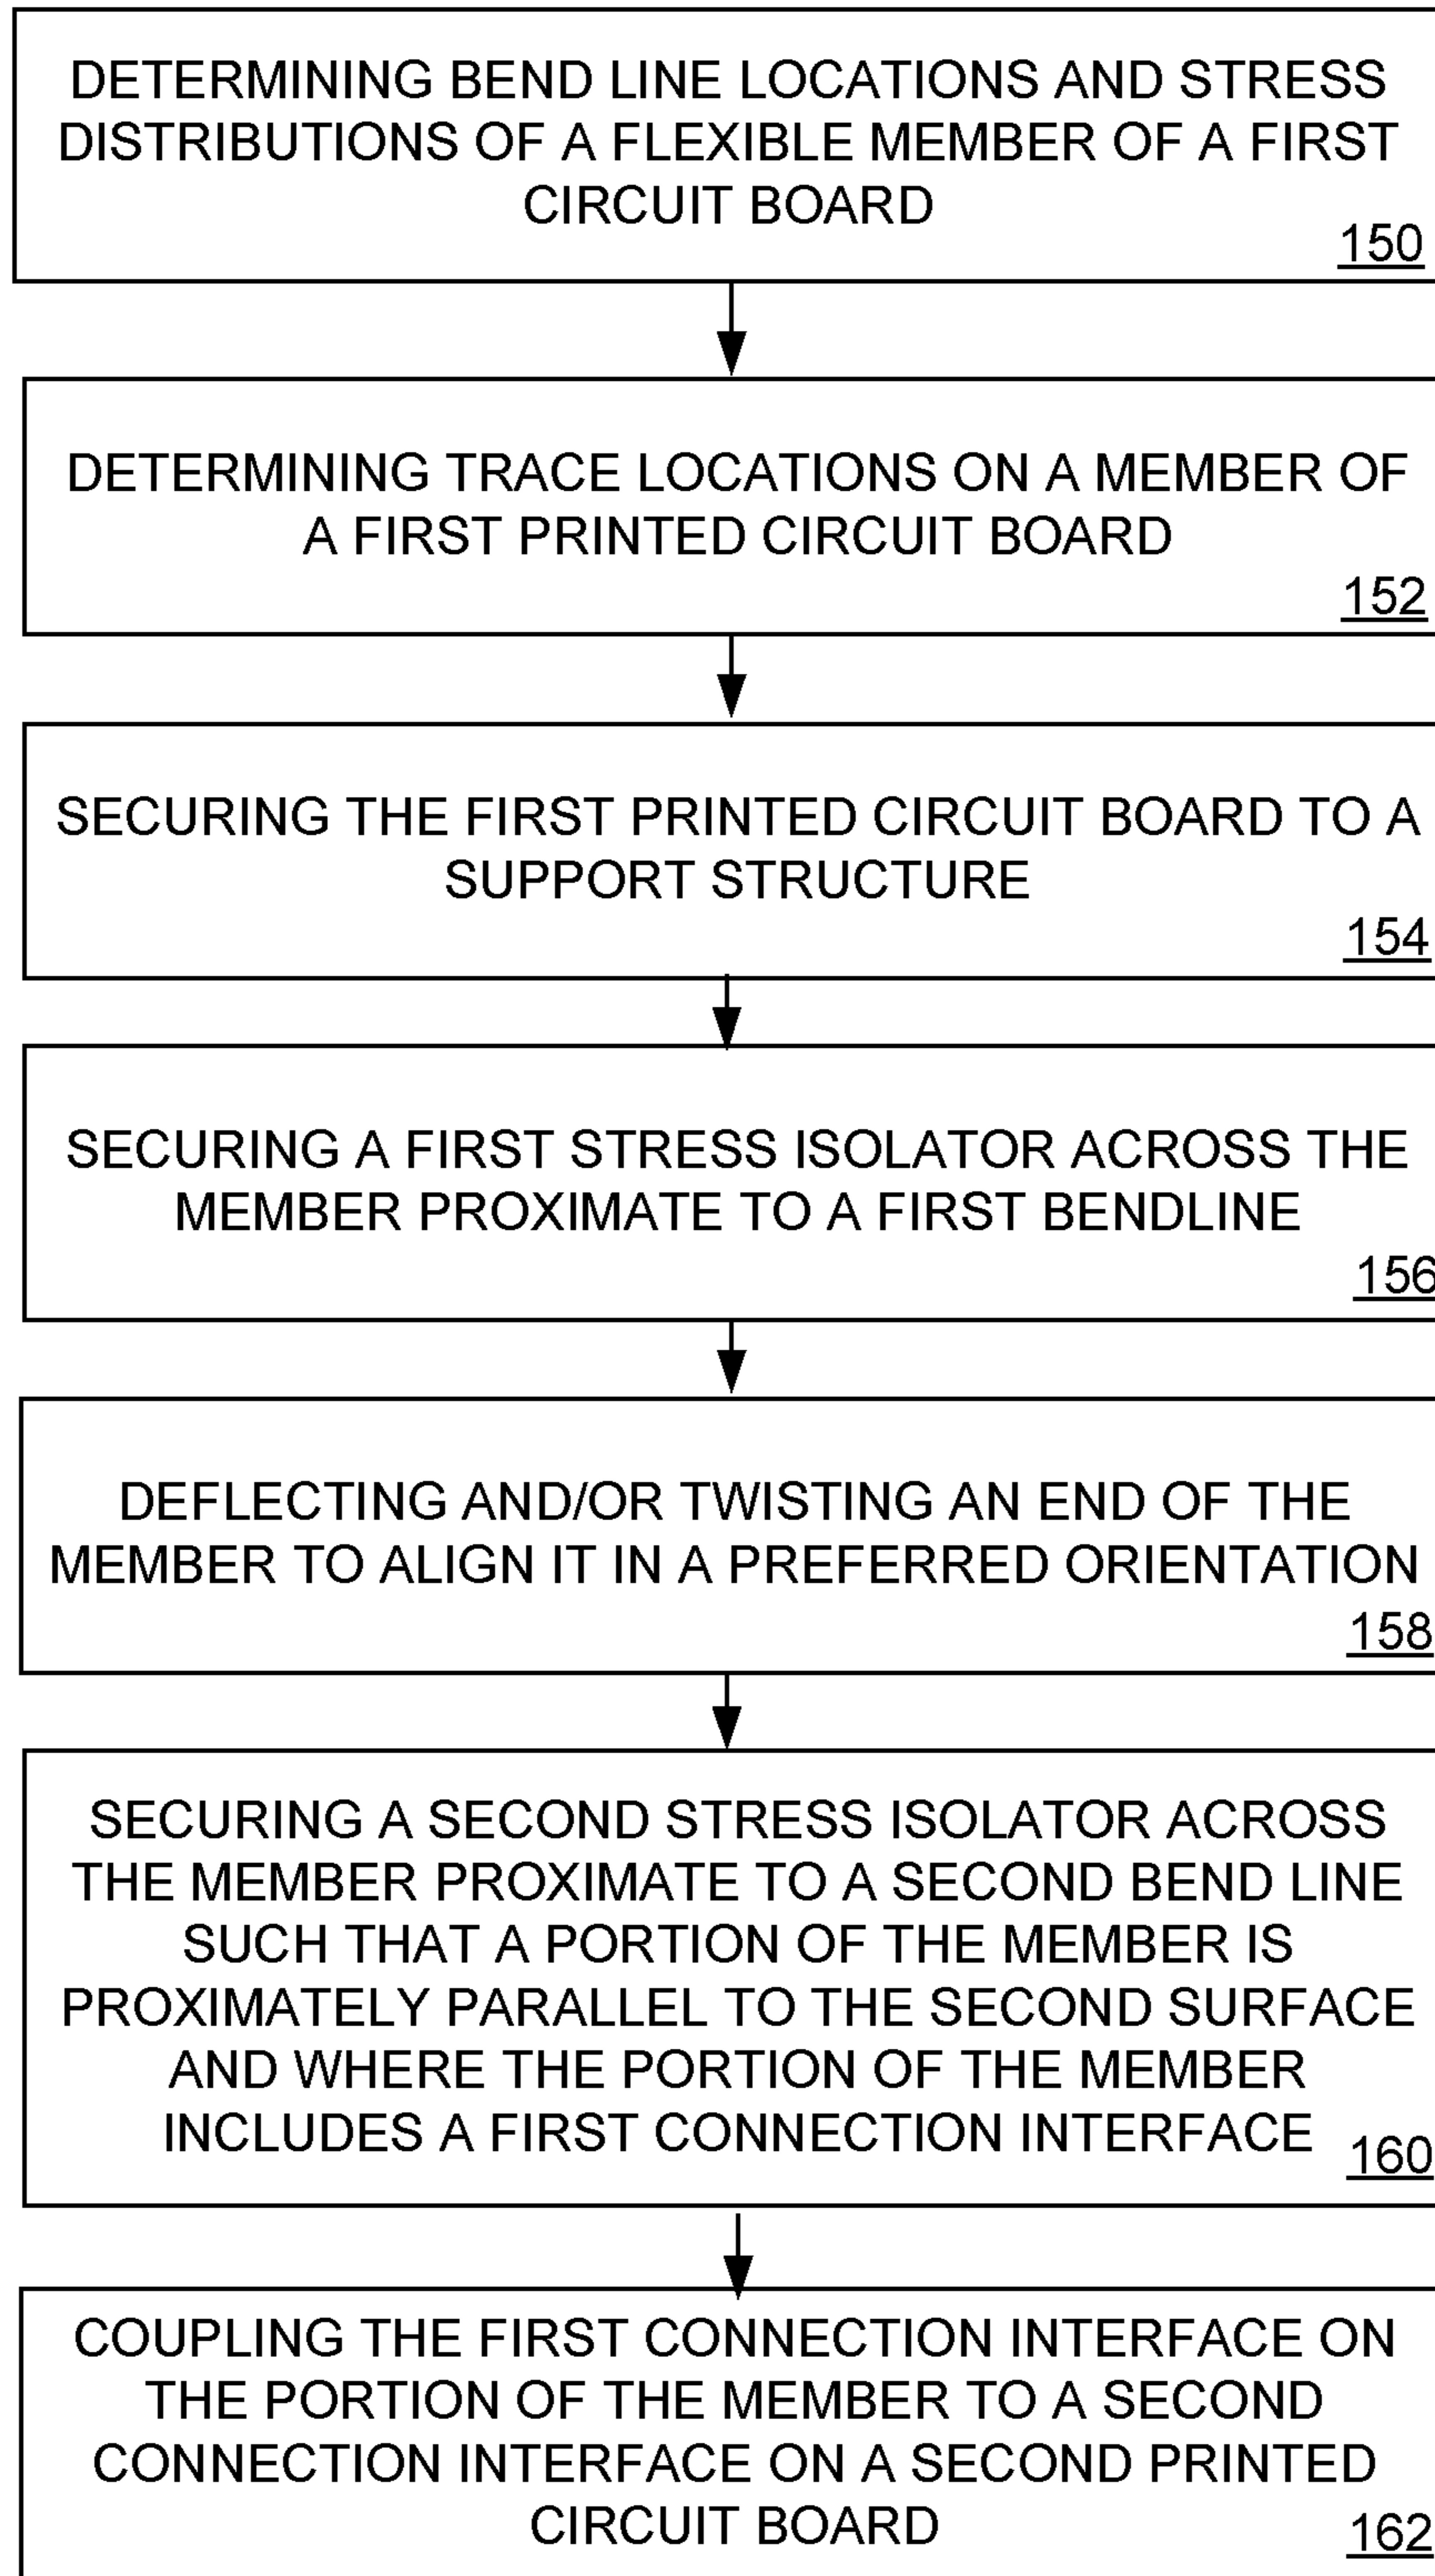 DETERMINING BEND LINE LOCATIONS AND STRESS
DISTRIBUTIONS OF A FLEXIBLE MEMBER OF A FIRST
CIRCUIT BOARD
150
DETERMINING TRACE LOCATIONS ON A MEMBER OF
A FIRST PRINTED CIRCUIT BOARD
152
SECURING THE FIRST PRINTED CIRCUIT BOARD TO A
SUPPORT STRUCTURE
154
SECURING A FIRST STRESS ISOLATOR ACROSS THE
MEMBER PROXIMATE TO A FIRST BENDLINE
156
DEFLECTING AND/OR TWISTING AN END OF THE
MEMBER TO ALIGN IT IN A PREFERRED ORIENTATION
158
SECURING A SECOND STRESS ISOLATOR ACROSS
THE MEMBER PROXIMATE TO A SECOND BEND LINE
SUCH THAT A PORTION OF THE MEMBER IS
PROXIMATELY PARALLEL TO THE SECOND SURFACE
AND WHERE THE PORTION OF THE MEMBER
INCLUDES A FIRST CONNECTION INTERFACE
160
COUPLING THE FIRST CONNECTION INTERFACE ON
THE PORTION OF THE MEMBER TO A SECOND
CONNECTION INTERFACE ON A SECOND PRINTED
CIRCUIT BOARD
162